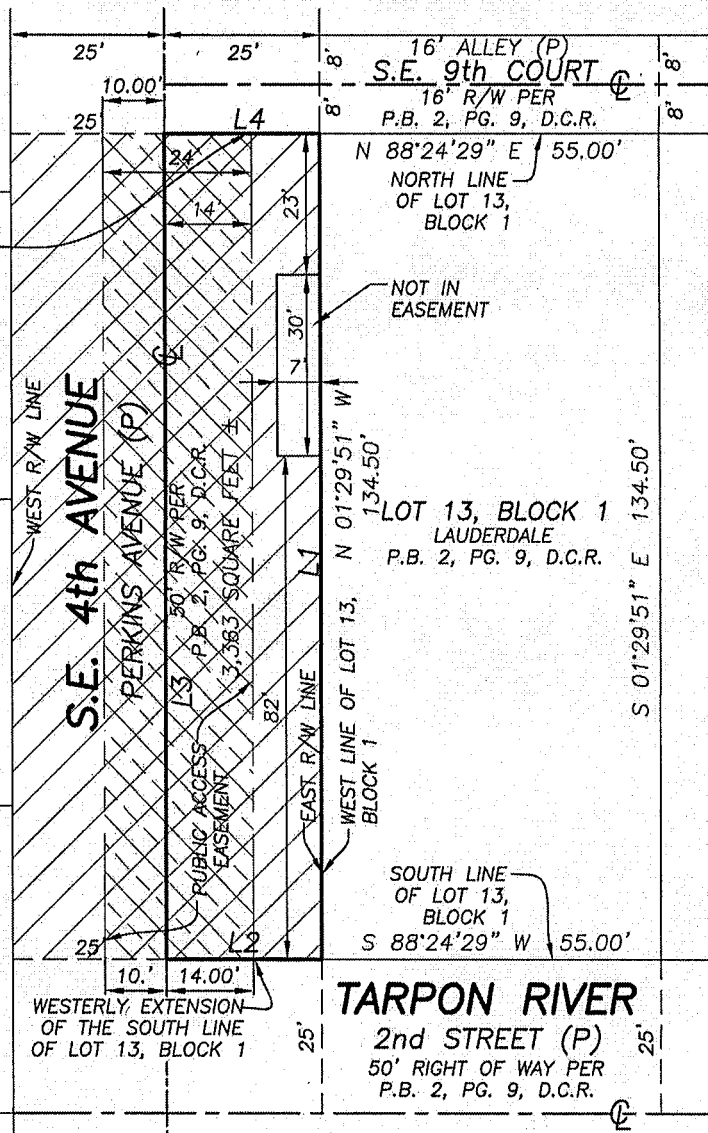 25'
25'
8'
16' ALLEY (P)
8'
S.E. 9th COURT
CL
10.00'
8'
16' R/W PER
8'
P.B. 2, PG. 9, D.C.R.
25'
L4
N 88°24'29" E 55.00'
24'
NORTH LINE
OF LOT 13,
BLOCK 1
14'
23'
NOT IN
EASEMENT
30'
7'
CL
WEST R/W LINE
S.E. 4th AVENUE
PERKINS AVENUE (P)
50' R/W PER
P.B. 2, PG. 9, D.C.R.
3,363 SQUARE FEET ±
L3
L1
N 01°29'51" W
134.50'
LOT 13, BLOCK 1
LAUDERDALE
P.B. 2, PG. 9, D.C.R.
S 01°29'51" E 134.50'
82'
PUBLIC ACCESS
EASEMENT
EAST R/W LINE
WEST LINE OF LOT 13,
BLOCK 1
SOUTH LINE
OF LOT 13,
BLOCK 1
25'
L2
S 88°24'29" W 55.00'
10.'
14.00'
WESTERLY EXTENSION
OF THE SOUTH LINE
OF LOT 13, BLOCK 1
25'
TARPON RIVER
2nd STREET (P)
25'
50' RIGHT OF WAY PER
P.B. 2, PG. 9, D.C.R.
CL